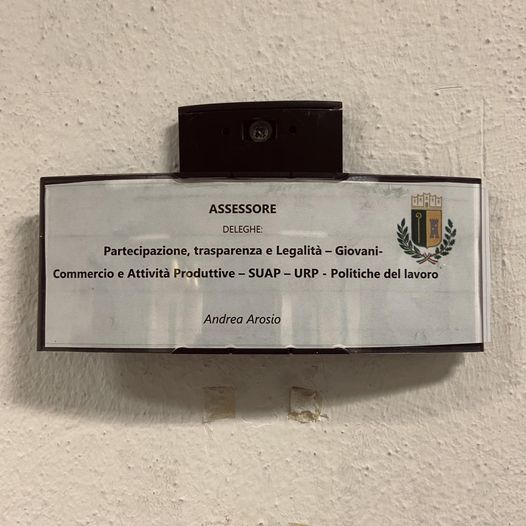 ASSESSORE
DELEGHE:
Partecipazione, trasparenza e Legalità – Giovani-
Commercio e Attività Produttive – SUAP – URP - Politiche del lavoro
Andrea Arosio